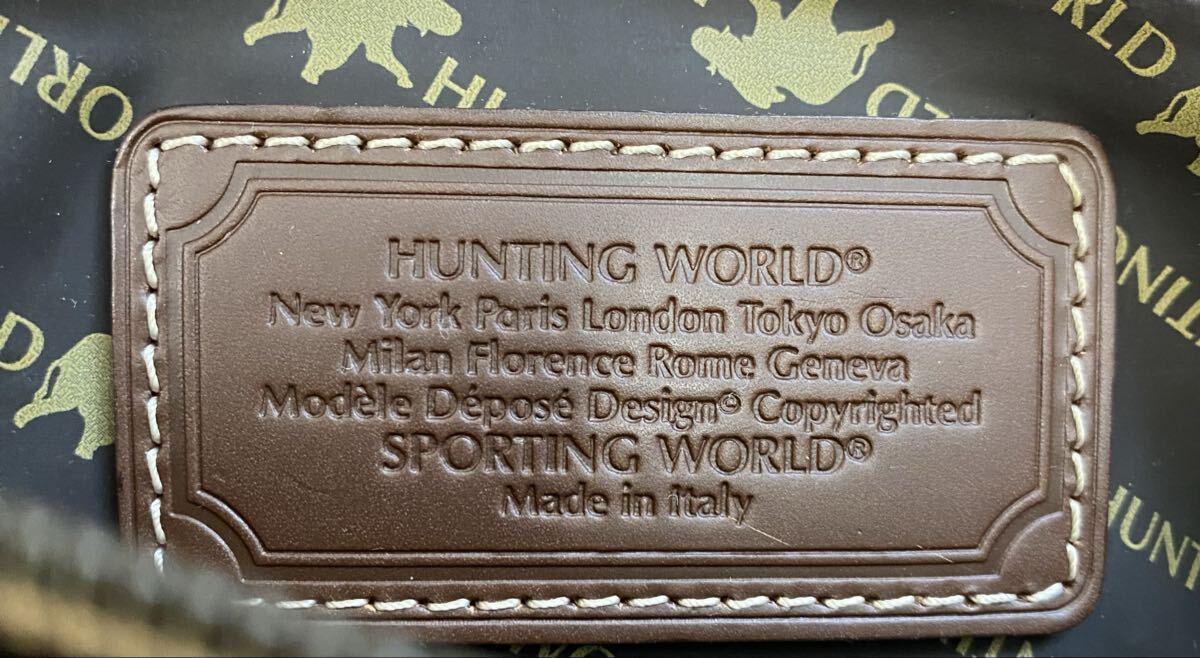 HUNTING WORLD®
New York Paris London Tokyo Osaka
Milan Florence Rome Geneva
Modèle Déposé Design© Copyrighted
SPORTING WORLD®
Made in Italy